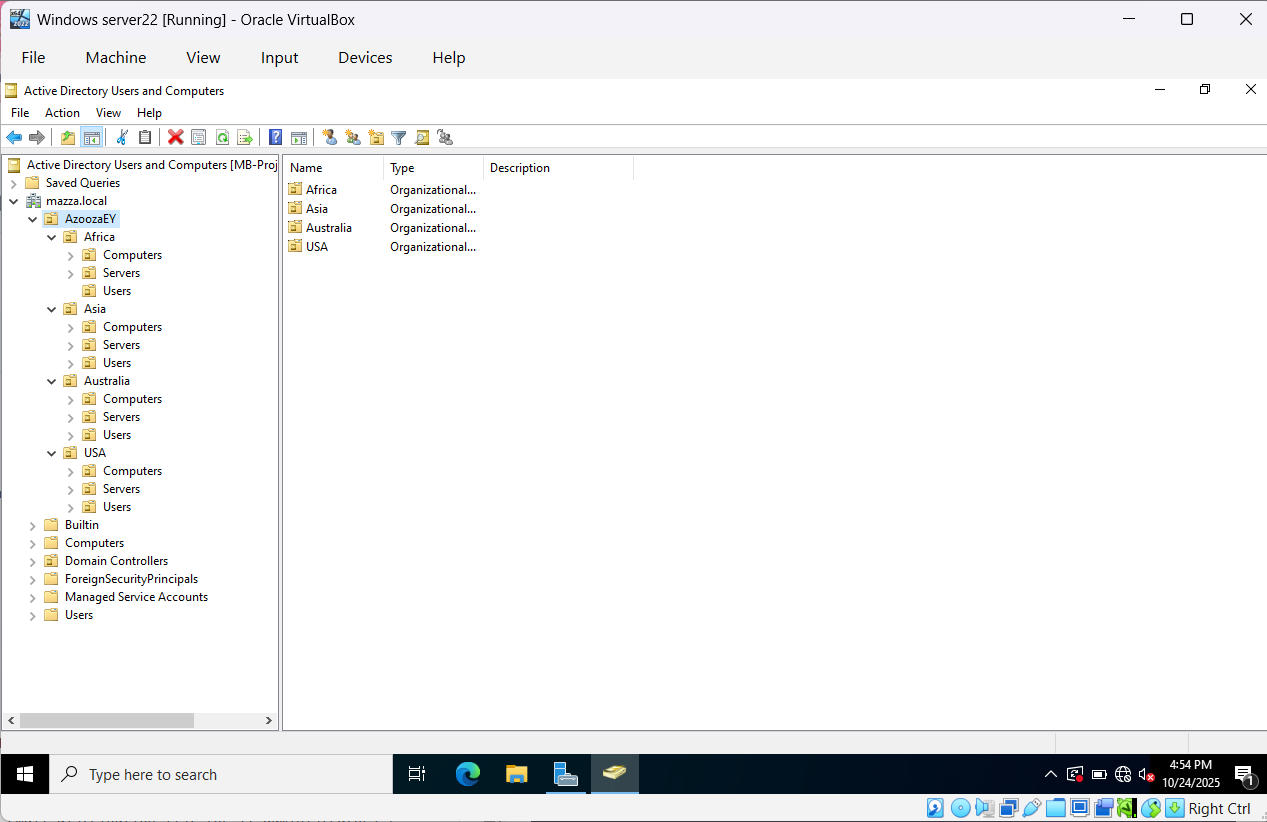 Windows server22 [Running] - Oracle VirtualBox
File Machine View Input Devices Help
Active Directory Users and Computers
File Action View Help
Active Directory Users and Computers [MB-Proj
Saved Queries
mazza.local
AzoozaEY
Africa
Computers
Servers
Users
Asia
Computers
Servers
Users
Australia
Computers
Servers
Users
USA
Computers
Servers
Users
Builtin
Computers
Domain Controllers
ForeignSecurityPrincipals
Managed Service Accounts
Users
Name Type Description
Africa Organizational...
Asia Organizational...
Australia Organizational...
USA Organizational...
Type here to search
4:54 PM
10/24/2025
1
Right Ctrl